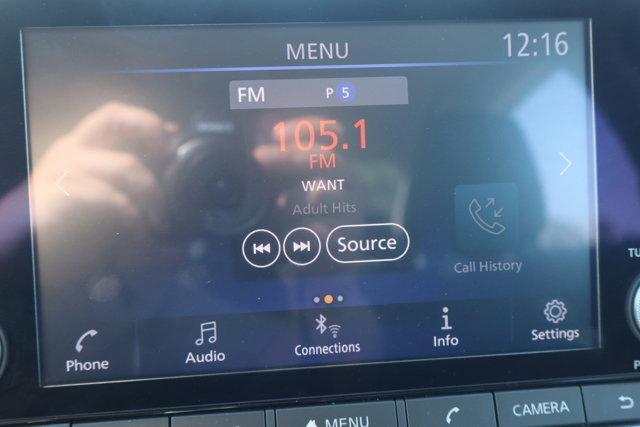 MENU 12:16
FM P 5
105.1
FM
WANT
Adult Hits
Source
Call History
Phone Audio Connections Info Settings
MENU CAMERA